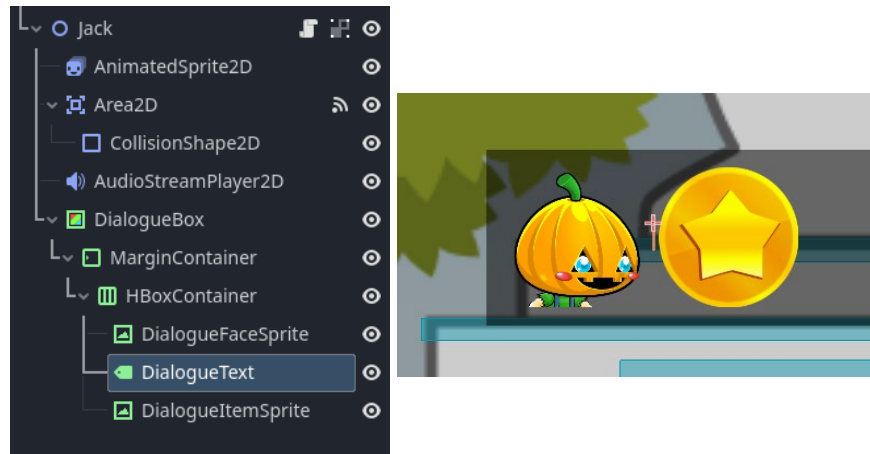 Jack
AnimatedSprite2D
Area2D
CollisionShape2D
AudioStreamPlayer2D
DialogueBox
MarginContainer
HBoxContainer
DialogueFaceSprite
DialogueText
DialogueItemSprite